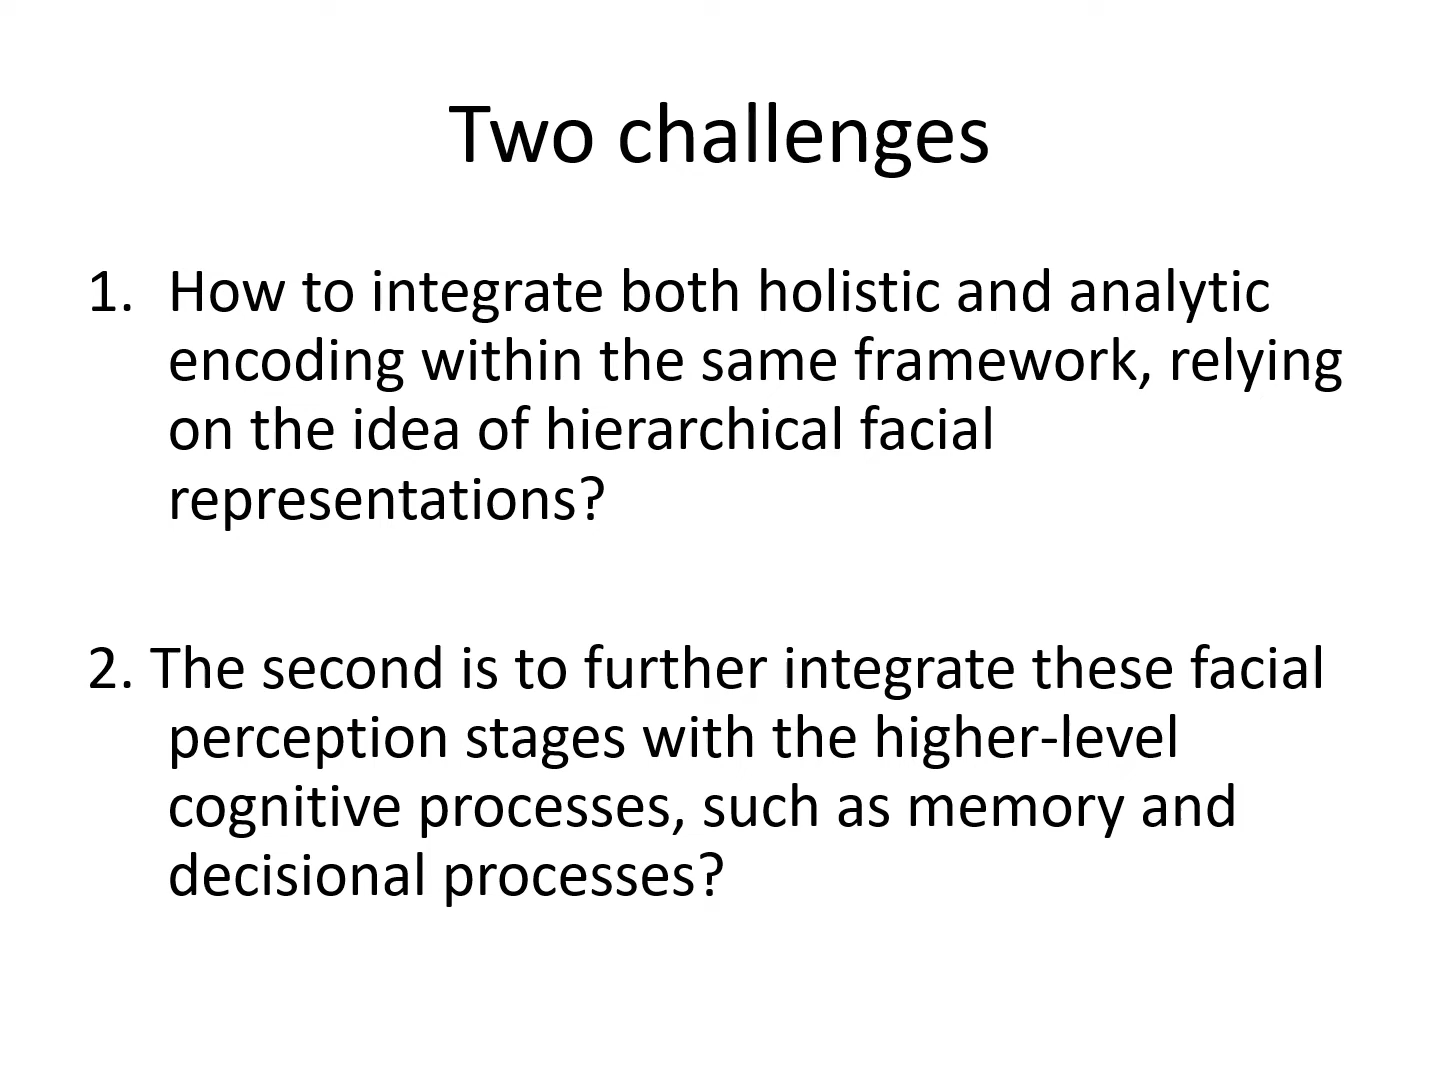 Two challenges
1. How to integrate both holistic and analytic
encoding within the same framework, relying
on the idea of hierarchical facial
representations?
2. The second is to further integrate these facial
perception stages with the higher-level
cognitive processes, such as memory and
decisional processes?